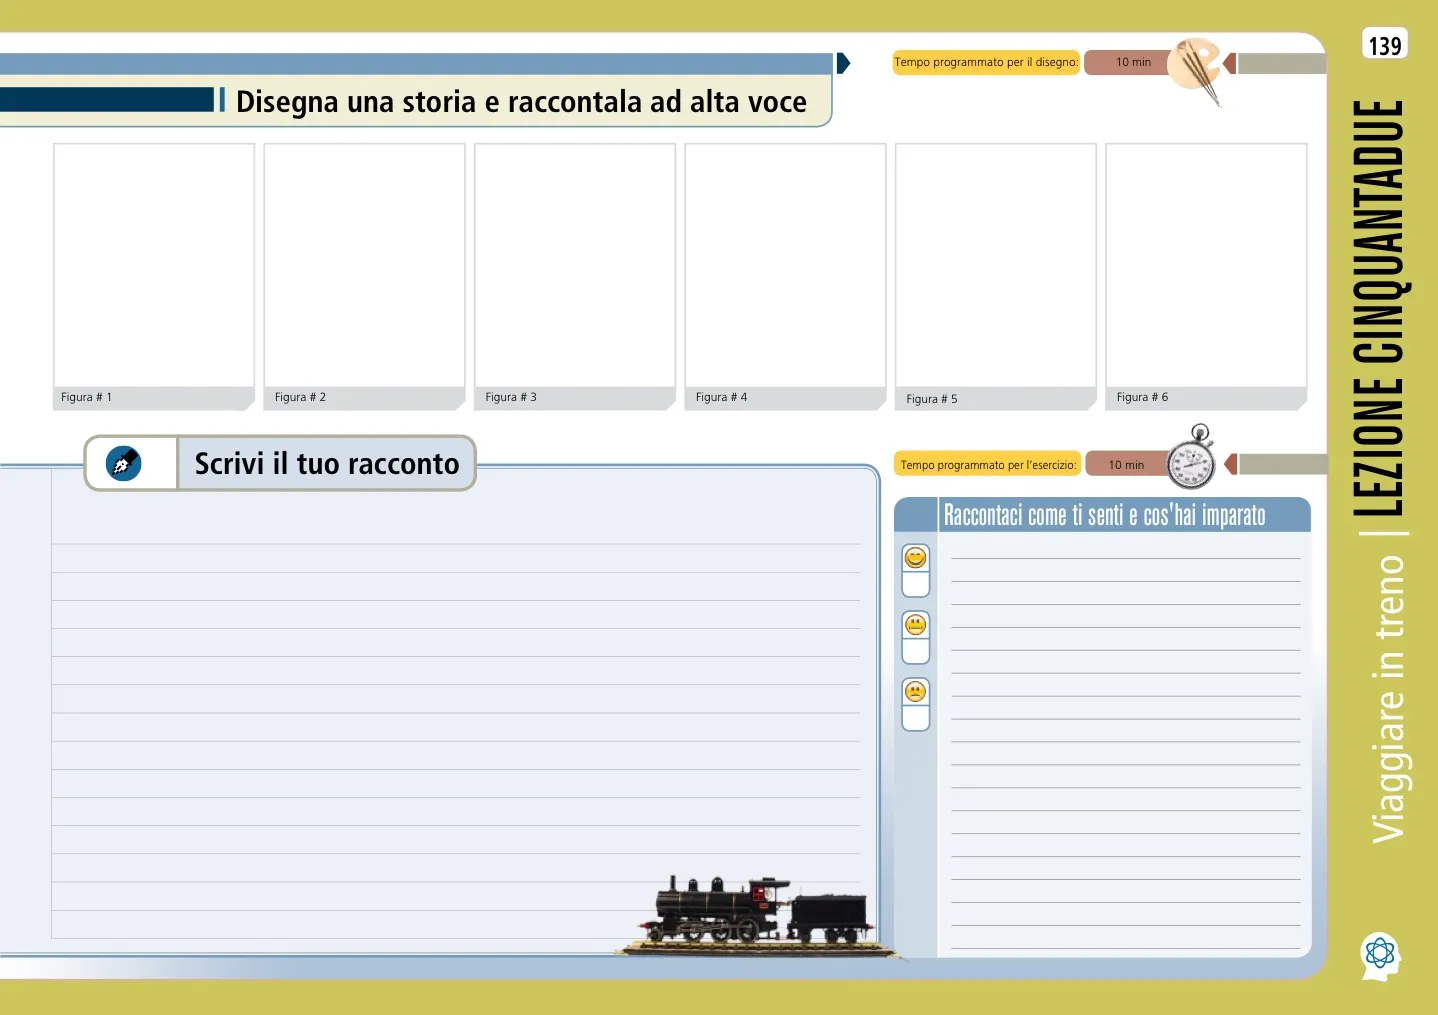 139
Tempo programmato per il disegno:
10 min
Disegna una storia e raccontala ad alta voce
Figura # 1
Figura # 2
Figura # 3
Figura # 4
Figura # 5
Figura # 6
Scrivi il tuo racconto
Tempo programmato per l'esercizio:
10 min
Raccontaci come ti senti e cos'hai imparato
Viaggiare in treno | LEZIONE CINQUANTADUE